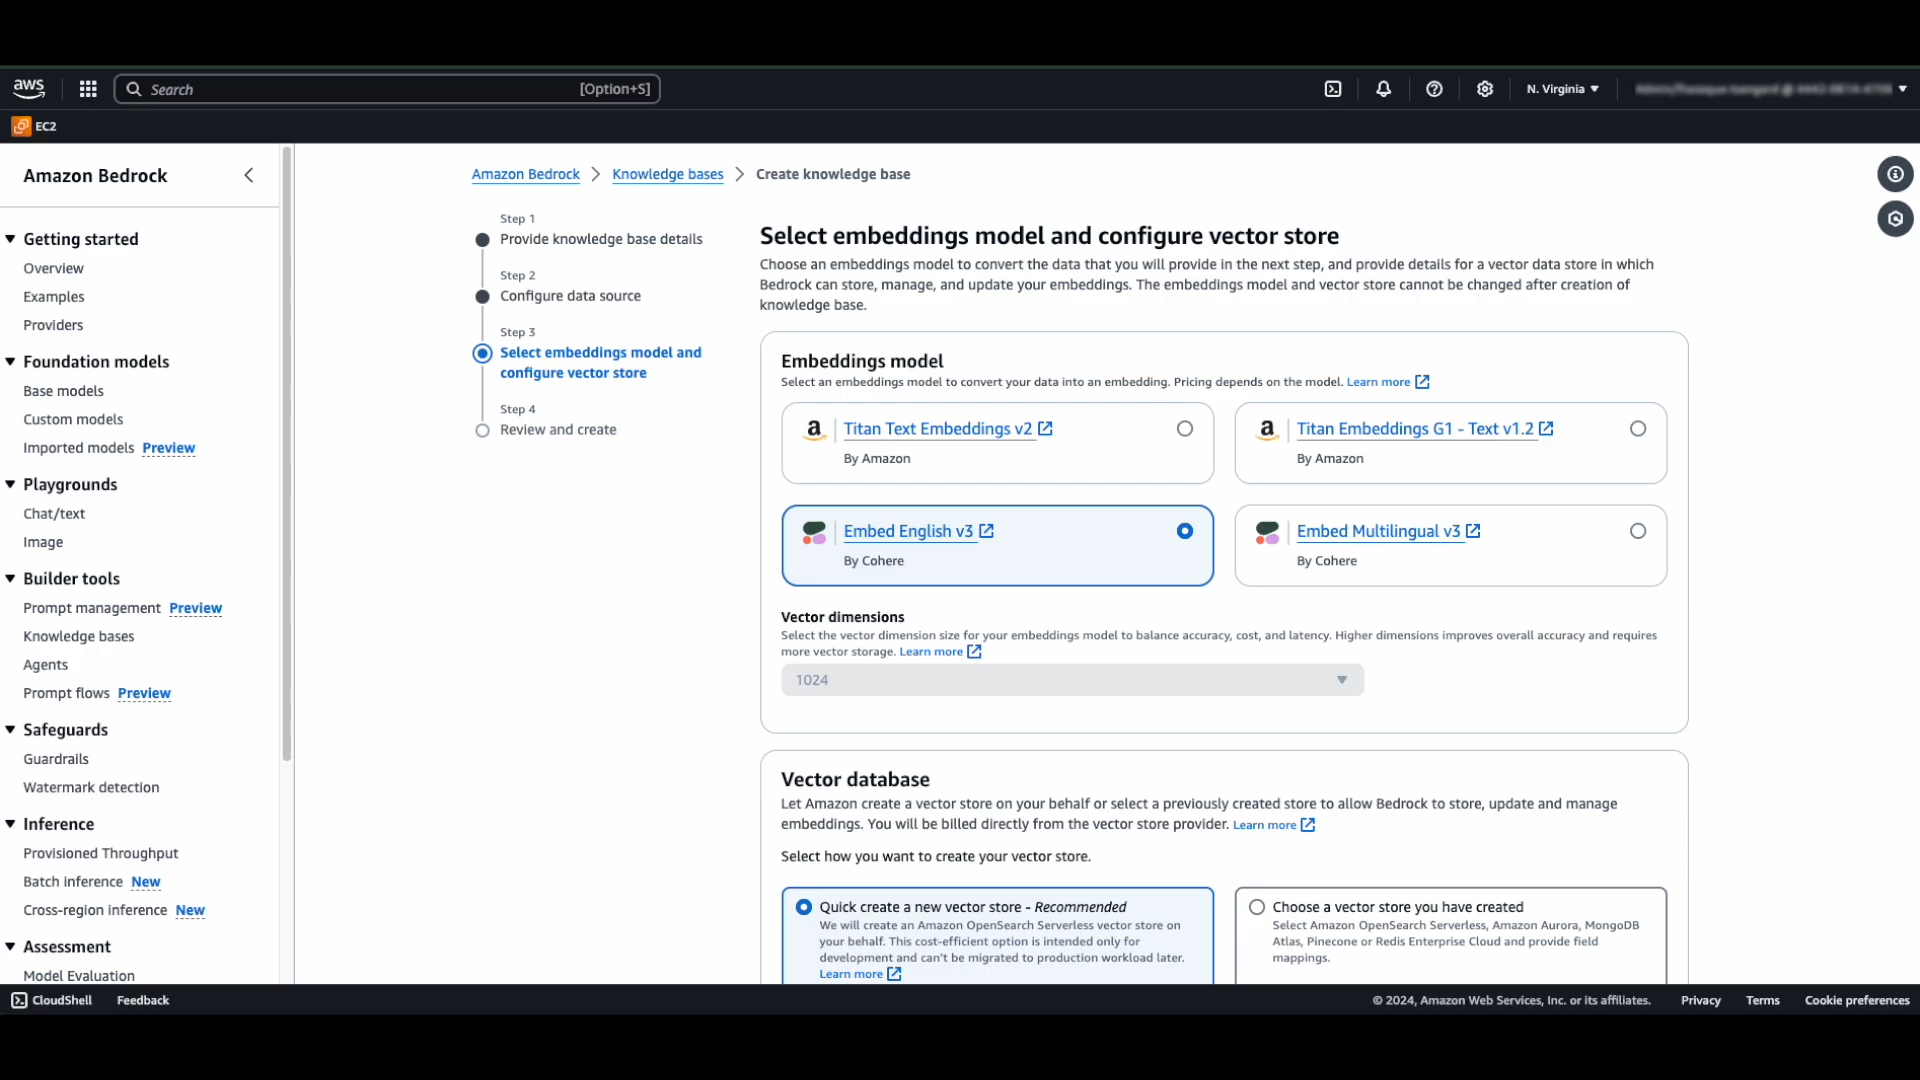 aws
Search
[Option+S]
N. Virginia
EC2
Amazon Bedrock
Getting started
Overview
Examples
Providers
Foundation models
Base models
Custom models
Imported models Preview
Playgrounds
Chat/text
Image
Builder tools
Prompt management Preview
Knowledge bases
Agents
Prompt flows Preview
Safeguards
Guardrails
Watermark detection
Inference
Provisioned Throughput
Batch inference New
Cross-region inference New
Assessment
Model Evaluation
Amazon Bedrock > Knowledge bases > Create knowledge base
Step 1
Provide knowledge base details
Step 2
Configure data source
Step 3
Select embeddings model and
configure vector store
Step 4
Review and create
Select embeddings model and configure vector store
Choose an embeddings model to convert the data that you will provide in the next step, and provide details for a vector data store in which
Bedrock can store, manage, and update your embeddings. The embeddings model and vector store cannot be changed after creation of
knowledge base.
Embeddings model
Select an embeddings model to convert your data into an embedding. Pricing depends on the model. Learn more
Titan Text Embeddings v2
By Amazon
Titan Embeddings G1 - Text v1.2
By Amazon
Embed English v3
By Cohere
Embed Multilingual v3
By Cohere
Vector dimensions
Select the vector dimension size for your embeddings model to balance accuracy, cost, and latency. Higher dimensions improves overall accuracy and requires
more vector storage. Learn more
1024
Vector database
Let Amazon create a vector store on your behalf or select a previously created store to allow Bedrock to store, update and manage
embeddings. You will be billed directly from the vector store provider. Learn more
Select how you want to create your vector store.
Quick create a new vector store - Recommended
We will create an Amazon OpenSearch Serverless vector store on
your behalf. This cost-efficient option is intended only for
development and can't be migrated to production workload later.
Learn more
Choose a vector store you have created
Select Amazon OpenSearch Serverless, Amazon Aurora, MongoDB
Atlas, Pinecone or Redis Enterprise Cloud and provide field
mappings.
CloudShell
Feedback
© 2024, Amazon Web Services, Inc. or its affiliates.
Privacy
Terms
Cookie preferences